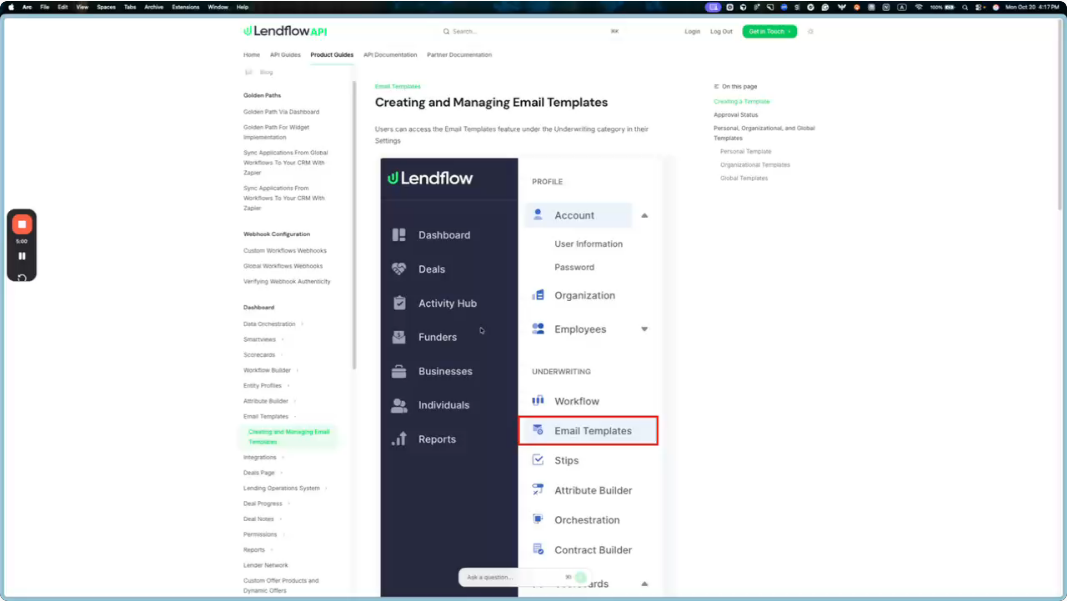 Arc File Edit View Spaces Tabs Archive Extensions Window Help
100% Mon Oct 20 4:17PM
Lendflow API
Search...
⌘K
Login Log Out Get in Touch
Home API Guides Product Guides API Documentation Partner Documentation
Blog
Golden Paths
Golden Path Via Dashboard
Golden Path For Widget
Implementation
Sync Applications From Global
Workflows To Your CRM With
Zapier
Sync Applications From
Workflows To Your CRM With
Zapier
Webhook Configuration
Custom Workflows Webhooks
Global Workflows Webhooks
Verifying Webhook Authenticity
Dashboard
Data Orchestration
Smartviews
Scorecards
Workflow Builder
Entity Profiles
Attribute Builder
Email Templates
Creating and Managing Email
Templates
Integrations
Deals Page
Lending Operations System
Deal Progress
Deal Notes
Permissions
Reports
Lender Network
Custom Offer Products and
Dynamic Offers
5:00
Email Templates
Creating and Managing Email Templates
Users can access the Email Templates feature under the Underwriting category in their
Settings
Lendflow
Dashboard
Deals
Activity Hub
Funders
Businesses
Individuals
Reports
PROFILE
Account
User Information
Password
Organization
Employees
UNDERWRITING
Workflow
Email Templates
Stips
Attribute Builder
Orchestration
Contract Builder
Ask a question...
⌘I
On this page
Creating a Template
Approval Status
Personal, Organizational, and Global
Templates
Personal Template
Organizational Templates
Global Templates